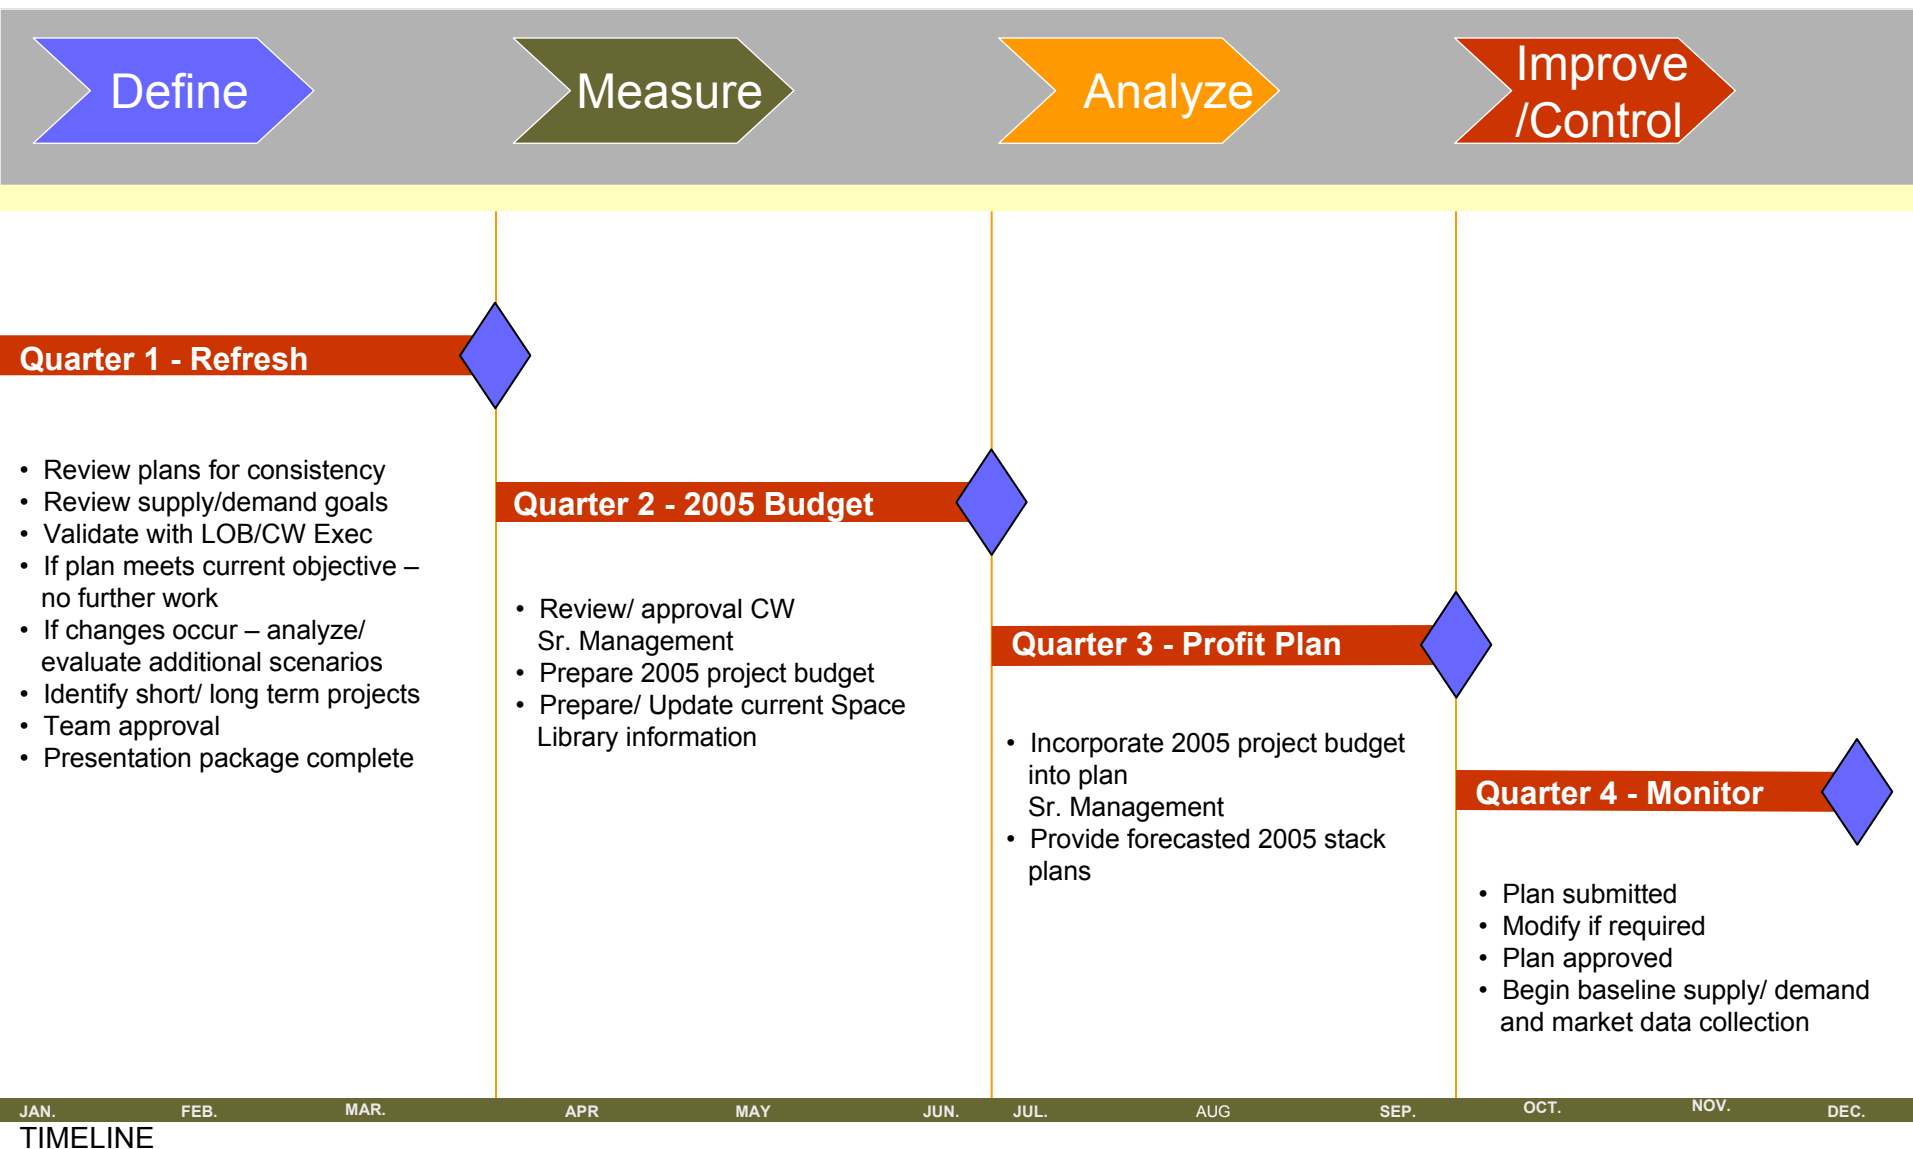 Define
Measure
Analyze
Improve
/Control
Quarter 1 - Refresh
• Review plans for consistency
• Review supply/demand goals
• Validate with LOB/CW Exec
• If plan meets current objective –
no further work
• If changes occur – analyze/
evaluate additional scenarios
• Identify short/ long term projects
• Team approval
• Presentation package complete
Quarter 2 - 2005 Budget
• Review/ approval CW
Sr. Management
• Prepare 2005 project budget
• Prepare/ Update current Space
Library information
Quarter 3 - Profit Plan
• Incorporate 2005 project budget
into plan
Sr. Management
• Provide forecasted 2005 stack
plans
Quarter 4 - Monitor
• Plan submitted
• Modify if required
• Plan approved
• Begin baseline supply/ demand
and market data collection
JAN. FEB. MAR. APR MAY JUN. JUL. AUG SEP. OCT. NOV. DEC.
TIMELINE